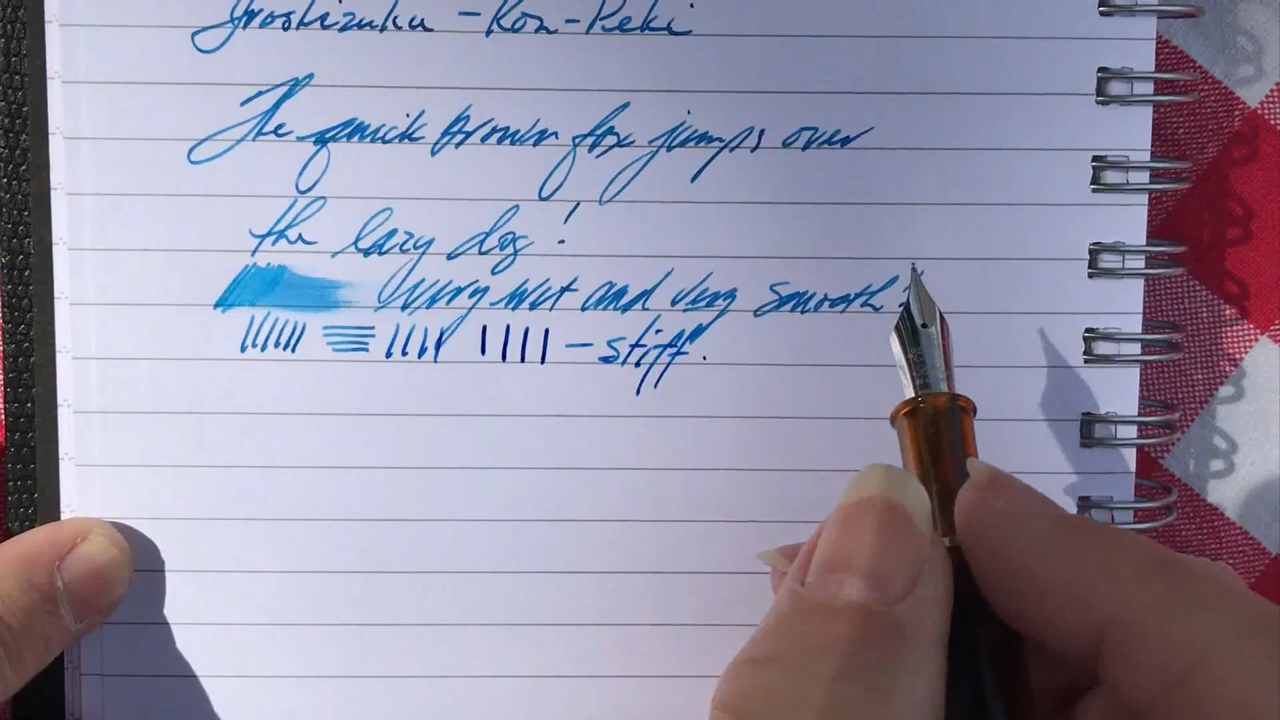 Iroshizuku - Kon-Peki
The quick brown fox jumps over
the lazy dog!
Very wet and very smooth!
- stiff.